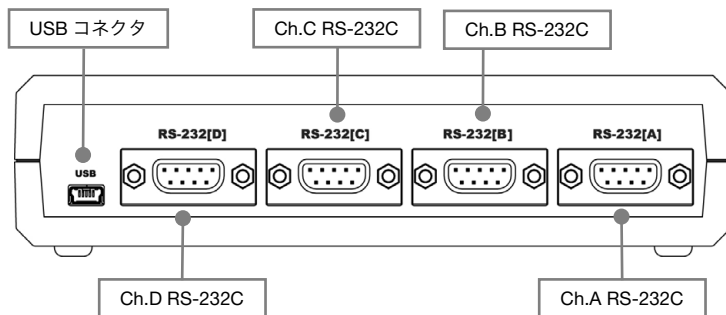 USB コネクタ
Ch.C RS-232C
Ch.B RS-232C
RS-232[D]
RS-232[C]
RS-232[B]
RS-232[A]
USB
Ch.D RS-232C
Ch.A RS-232C